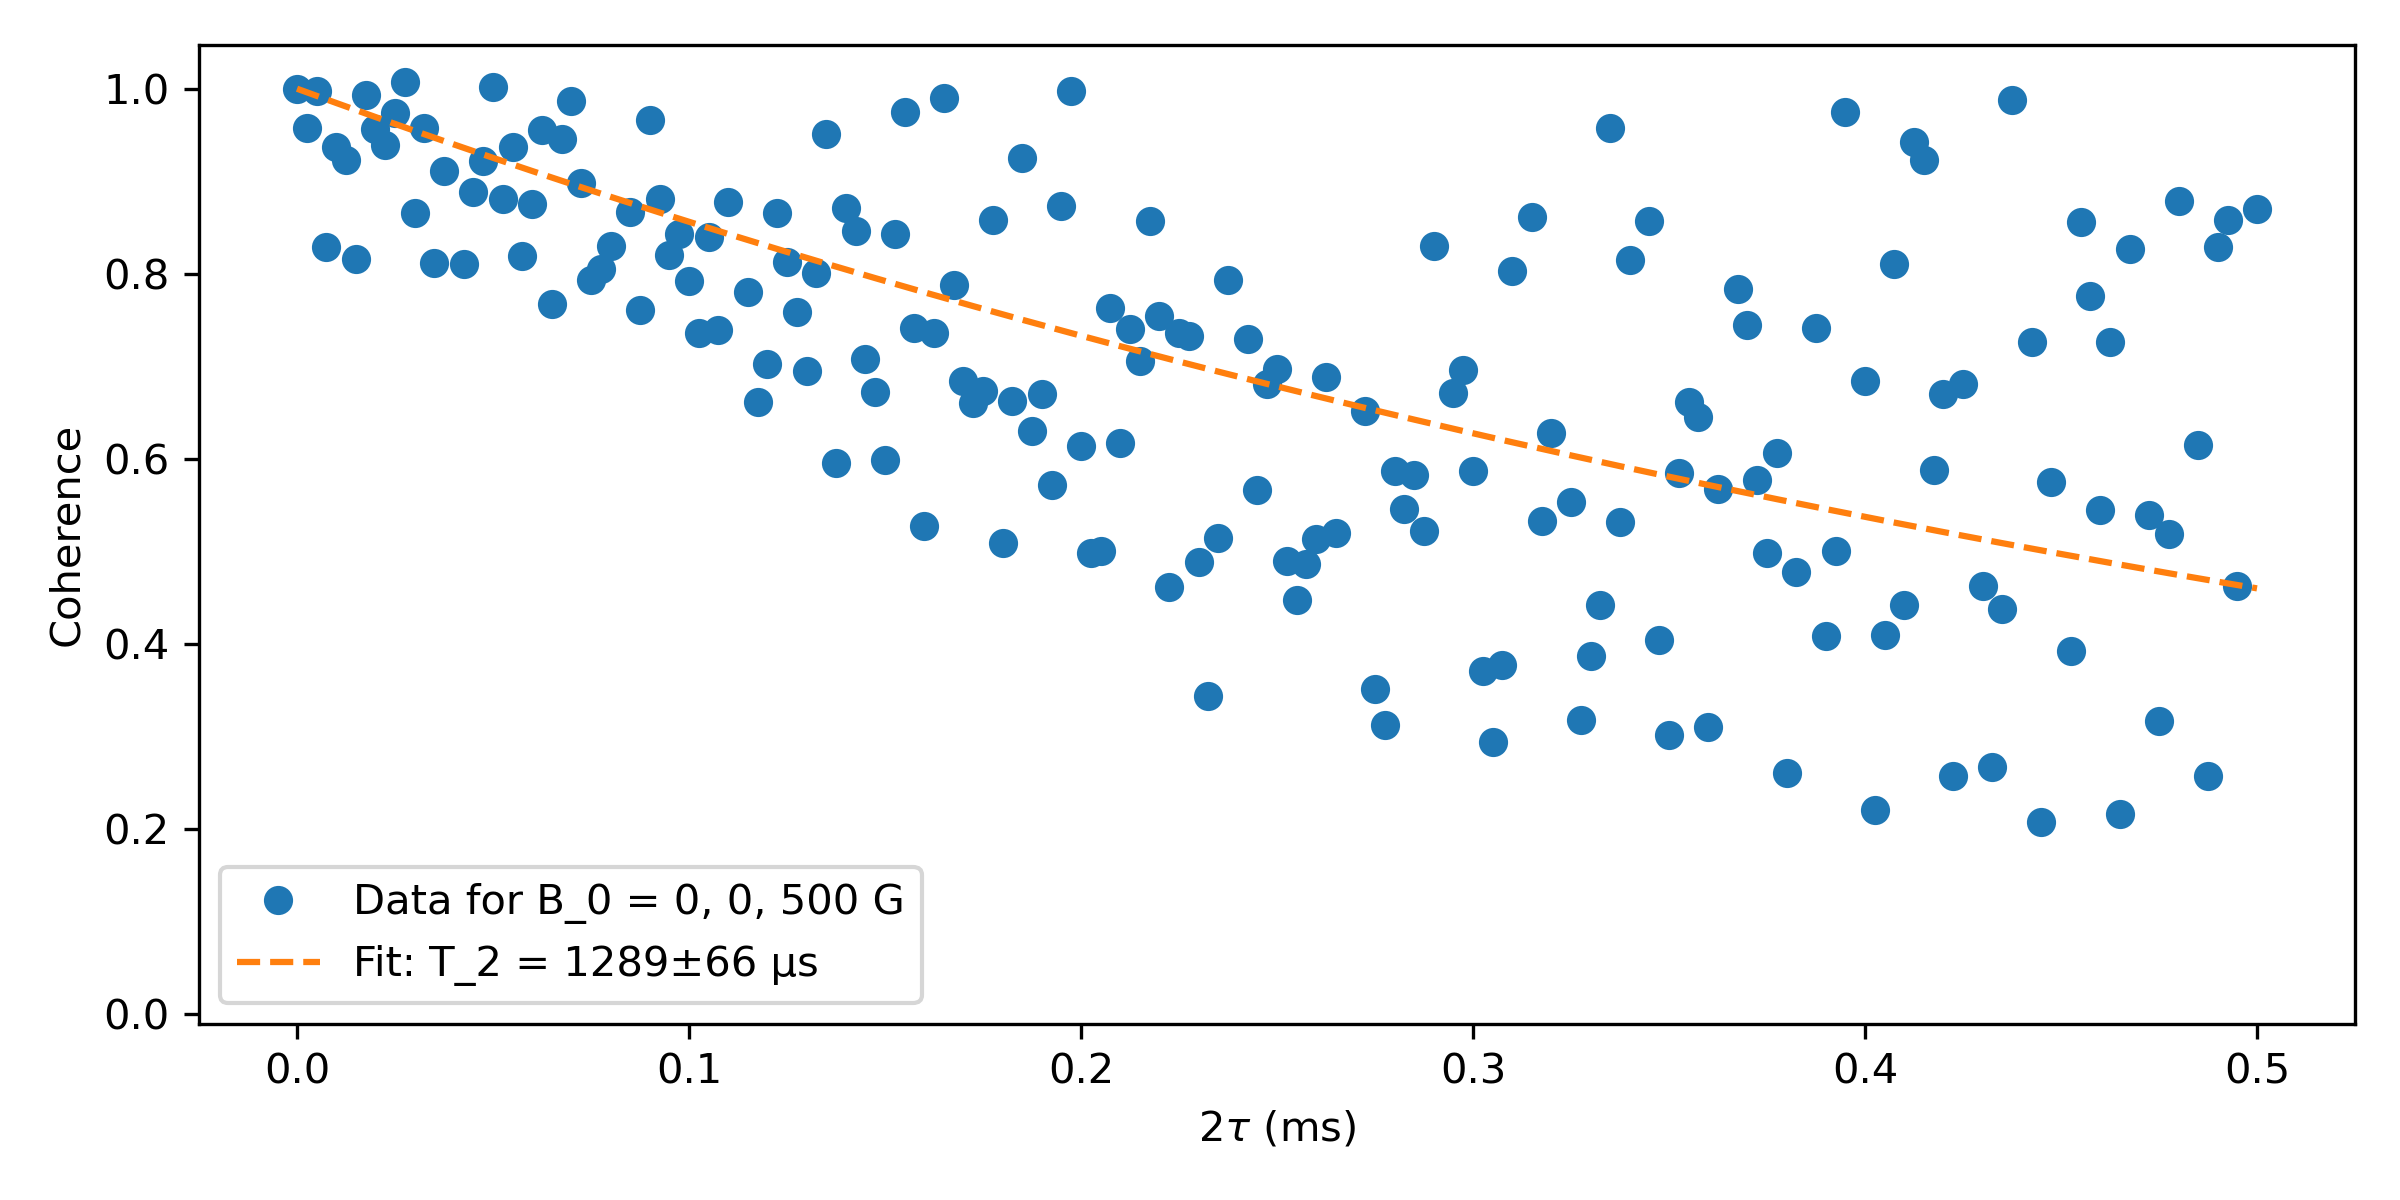 1.0
0.8
0.6
0.4
0.2
0.0
Coherence
Data for B_0 = 0, 0, 500 G
Fit: T_2 = 1289±66 µs
0.0 0.1 0.2 0.3 0.4 0.5
2τ (ms)